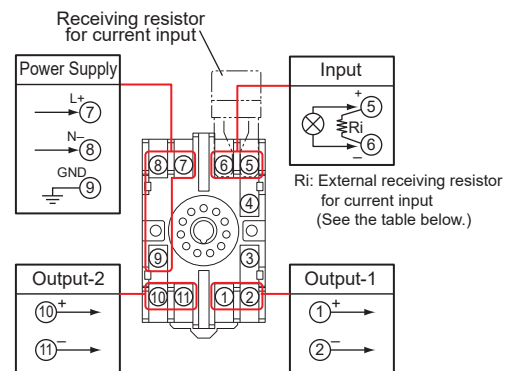 Receiving resistor
for current input
Power Supply
L+
⑦
N–
⑧
GND
⑨
Input
+
⑤
Ri
⑥
–
Ri: External receiving resistor
for current input
(See the table below.)
⑧ ⑦ ⑥ ⑤
④
⑨ ③
⑩ ⑪ ① ②
Output-2
⑩ +
⑪ –
Output-1
① +
② –